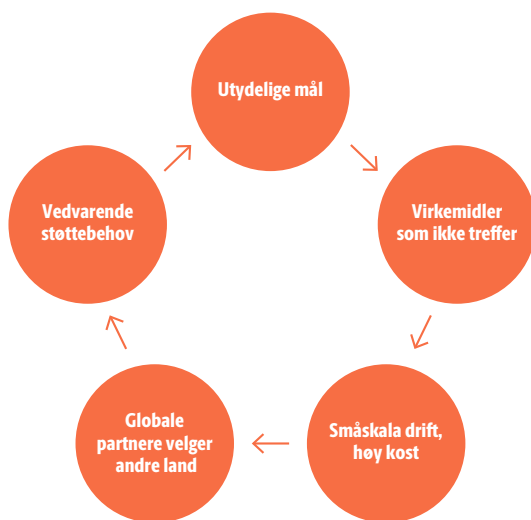 Utydelige mål
Virkemidler
som ikke treffer
Småskala drift,
høy kost
Globale
partnere velger
andre land
Vedvarende
støttebehov